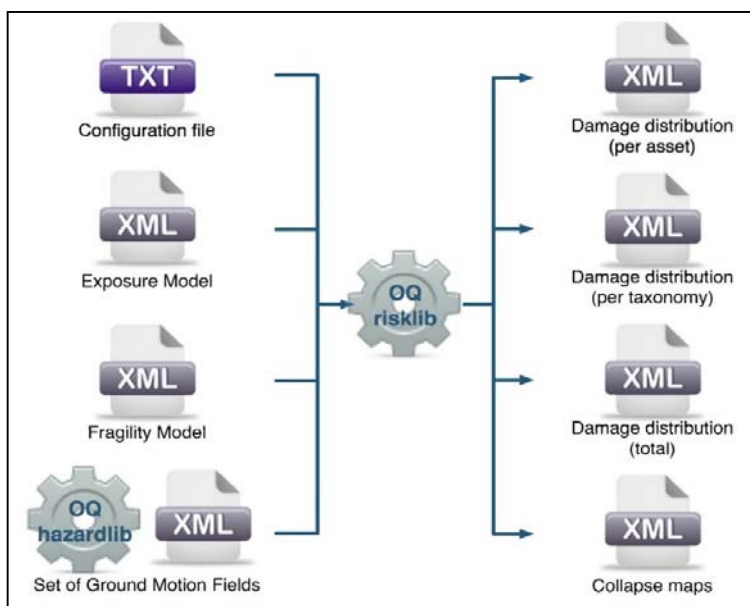 TXT
Configuration file
XML
Exposure Model
XML
Fragility Model
OQ
hazardlib
XML
Set of Ground Motion Fields
OQ
risklib
XML
Damage distribution
(per asset)
XML
Damage distribution
(per taxonomy)
XML
Damage distribution
(total)
XML
Collapse maps